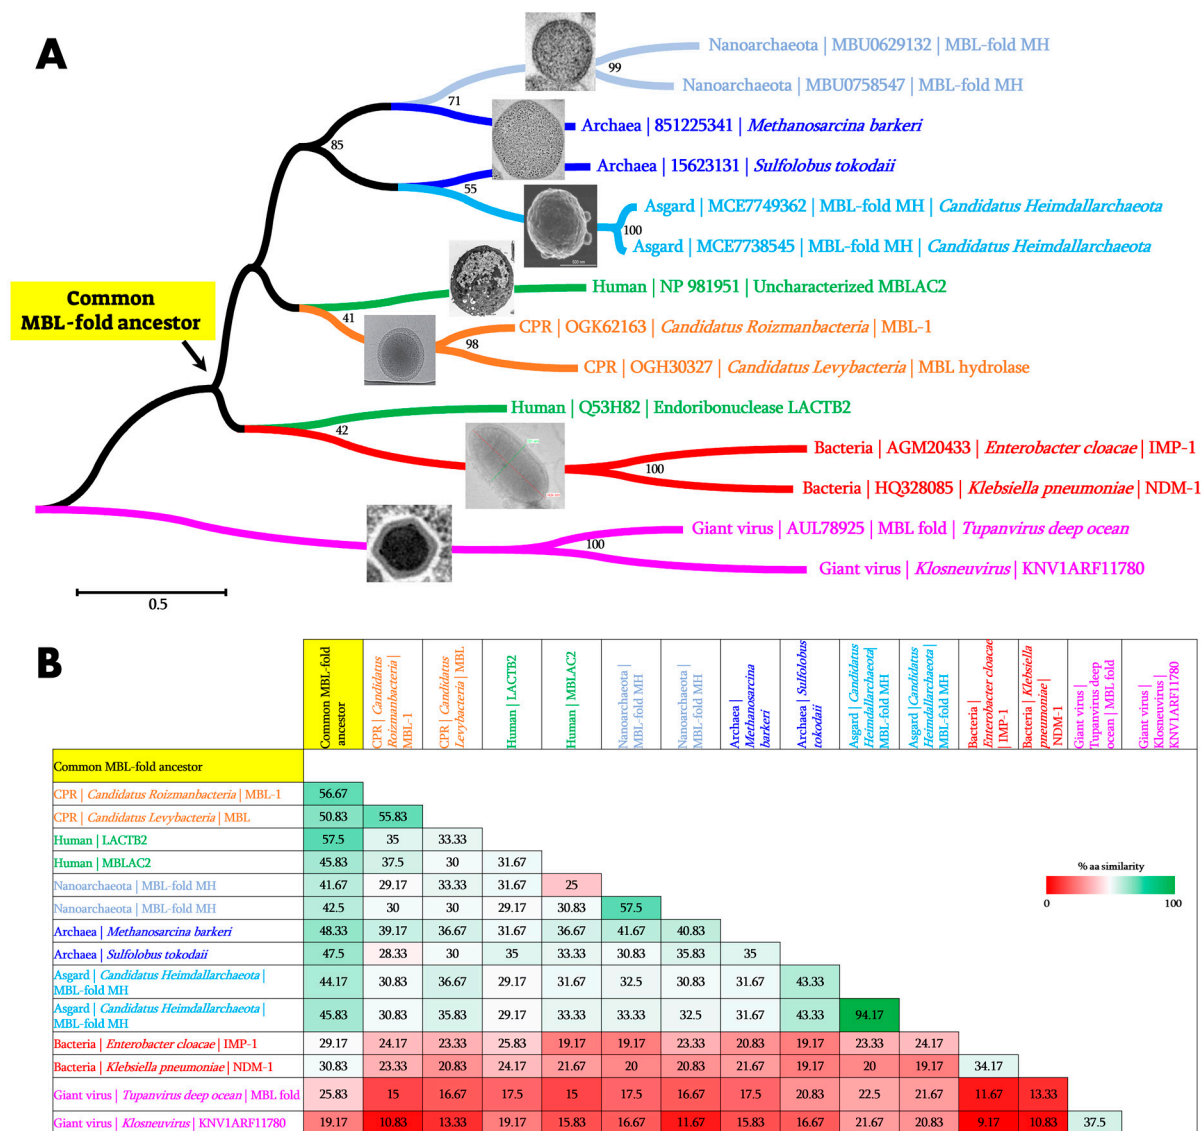 A
Nanoarchaeota | MBU0629132 | MBL-fold MH
99
Nanoarchaeota | MBU0758547 | MBL-fold MH
71
Archaea | 851225341 | Methanosarcina barkeri
85
Archaea | 15623131 | Sulfolobus tokodaii
55
Asgard | MCE7749362 | MBL-fold MH | Candidatus Heimdallarchaeota
100
Asgard | MCE7738545 | MBL-fold MH | Candidatus Heimdallarchaeota
Human | NP 981951 | Uncharacterized MBLAC2
Common
MBL-fold ancestor
41
CPR | OGK62163 | Candidatus Roizmanbacteria | MBL-1
98
CPR | OGH30327 | Candidatus Levybacteria | MBL hydrolase
Human | Q53H82 | Endoribonuclease LACTB2
42
Bacteria | AGM20433 | Enterobacter cloacae | IMP-1
100
Bacteria | HQ328085 | Klebsiella pneumoniae | NDM-1
Giant virus | AUL78925 | MBL fold | Tupanvirus deep ocean
100
Giant virus | Klosneuvirus | KNV1ARF11780
0.5
B
Common MBL-fold
ancestor
CPR | Candidatus
Roizmanbacteria |
MBL-1
CPR | Candidatus
Levybacteria | MBL
Human | LACTB2
Human | MBLAC2
Nanoarchaeota |
MBL-fold MH
Nanoarchaeota |
MBL-fold MH
Archaea |
Methanosarcina
barkeri
Archaea | Sulfolobus
tokodaii
Asgard | Candidatus
Heimdallarchaeota|
MBL-fold MH
Asgard |Candidatus
Heimdallarchaeota |
MBL-fold MH
Bacteria |
Enterobacter cloacae
| IMP-1
Bacteria | Klebsiella
pneumoniae |
NDM-1
Giant virus |
Tupanvirus deep
ocean | MBL fold
Giant virus |
Klosneuvirus |
KNV1ARF11780
Common MBL-fold ancestor
CPR | Candidatus Roizmanbacteria | MBL-1 56.67
CPR | Candidatus Levybacteria | MBL 50.83 55.83
Human | LACTB2 57.5 35 33.33
Human | MBLAC2 45.83 37.5 30 31.67
Nanoarchaeota | MBL-fold MH 41.67 29.17 33.33 31.67 25
Nanoarchaeota | MBL-fold MH 42.5 30 30 29.17 30.83 57.5
Archaea | Methanosarcina barkeri 48.33 39.17 36.67 31.67 36.67 41.67 40.83
Archaea | Sulfolobus tokodaii 47.5 28.33 30 35 33.33 30.83 35.83 35
Asgard | Candidatus Heimdallarchaeota |
MBL-fold MH 44.17 30.83 36.67 29.17 31.67 32.5 30.83 31.67 43.33
Asgard | Candidatus Heimdallarchaeota |
MBL-fold MH 45.83 30.83 35.83 29.17 33.33 33.33 32.5 31.67 43.33 94.17
Bacteria | Enterobacter cloacae | IMP-1 29.17 24.17 23.33 25.83 19.17 19.17 23.33 20.83 19.17 23.33 24.17
Bacteria | Klebsiella pneumoniae | NDM-1 30.83 23.33 20.83 24.17 21.67 20 20.83 21.67 19.17 20 19.17 34.17
Giant virus | Tupanvirus deep ocean | MBL fold 25.83 15 16.67 17.5 15 17.5 16.67 17.5 20.83 22.5 21.67 11.67 13.33
Giant virus | Klosneuvirus | KNV1ARF11780 19.17 10.83 13.33 19.17 15.83 16.67 11.67 15.83 16.67 21.67 20.83 9.17 10.83 37.5
% aa similarity
0 100